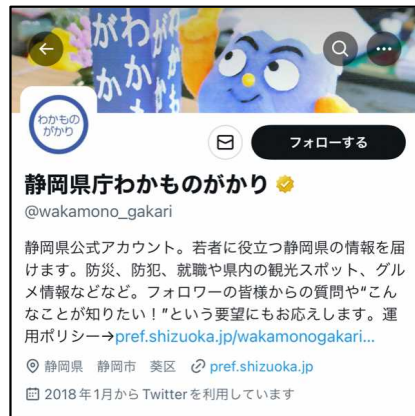 がわ
かも
わかもの
がかり
フォローする
静岡県庁わかものがかり
@wakamono_gakari
静岡県公式アカウント。若者に役立つ静岡県の情報を届
けます。防災、防犯、就職や県内の観光スポット、グル
メ情報などなど。フォロワーの皆様からの質問や“こん
なことが知りたい！”という要望にもお応えします。運
用ポリシー→pref.shizuoka.jp/wakamonogakari...
静岡県 静岡市 葵区 pref.shizuoka.jp
2018年1月からTwitterを利用しています